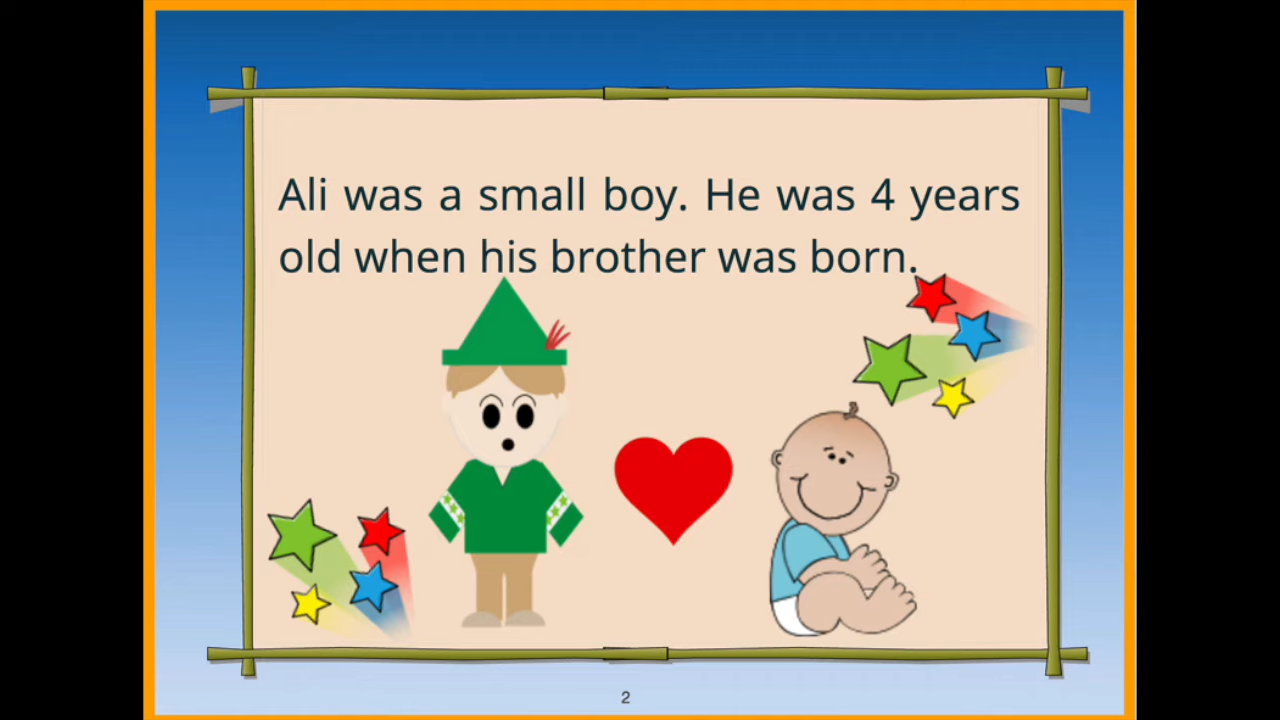 Ali was a small boy. He was 4 years
old when his brother was born.
2